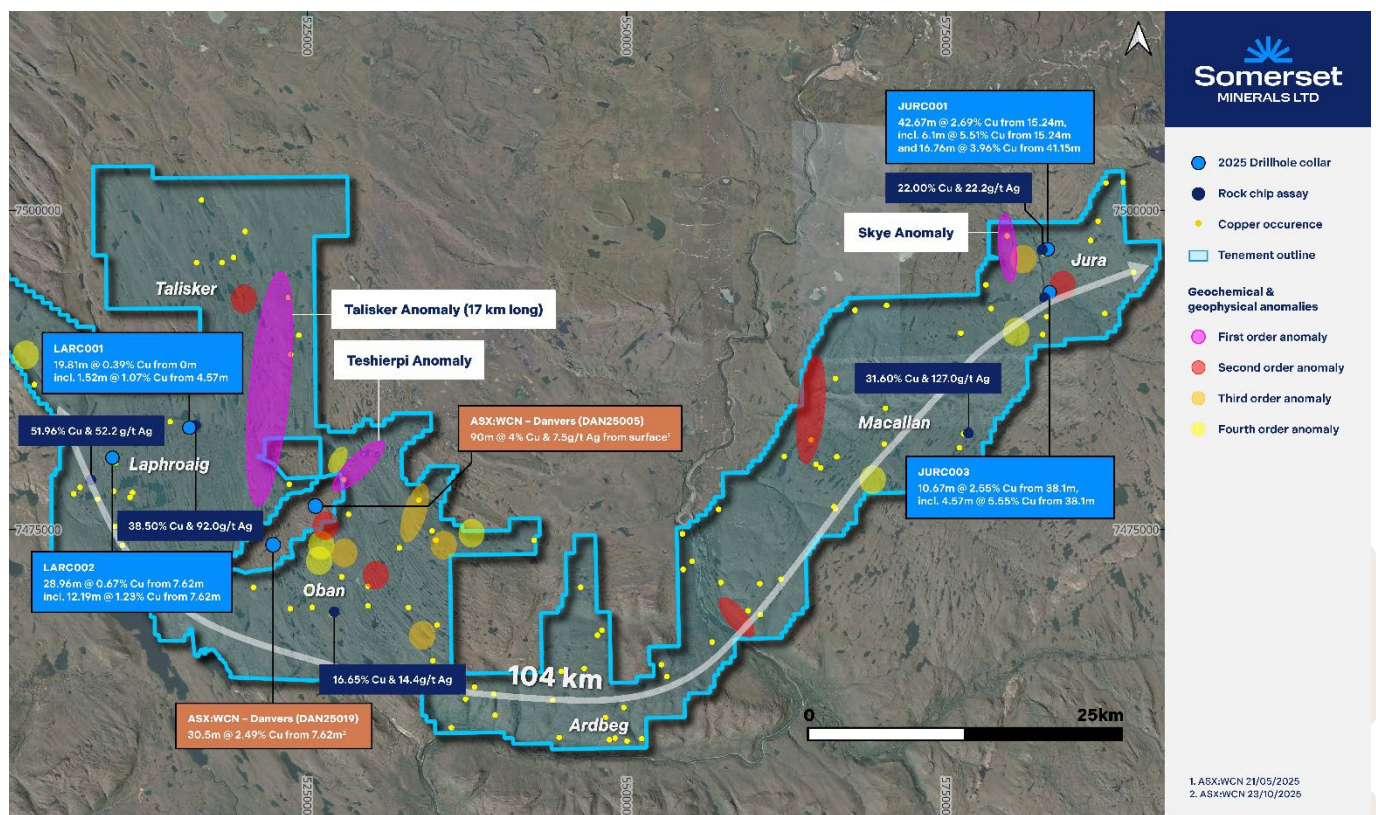 525000
550000
575000
7500000
7500000
7475000
7475000
525000
550000
575000
JURC001
42.67m @ 2.69% Cu from 15.24m,
incl. 6.1m @ 5.51% Cu from 15.24m
and 16.76m @ 3.96% Cu from 41.15m
22.00% Cu & 22.2g/t Ag
Skye Anomaly
Jura
Talisker
Talisker Anomaly (17 km long)
Teshierpi Anomaly
LARC001
19.81m @ 0.39% Cu from 0m
incl. 1.52m @ 1.07% Cu from 4.57m
51.96% Cu & 52.2 g/t Ag
Laphroaig
38.50% Cu & 92.0g/t Ag
LARC002
28.96m @ 0.67% Cu from 7.62m
incl. 12.19m @ 1.23% Cu from 7.62m
ASX:WCN – Danvers (DAN25005)
90m @ 4% Cu & 7.5g/t Ag from surface¹
31.60% Cu & 127.0g/t Ag
Macallan
JURC003
10.67m @ 2.55% Cu from 38.1m,
incl. 4.57m @ 5.55% Cu from 38.1m
Oban
16.65% Cu & 14.4g/t Ag
ASX:WCN – Danvers (DAN25019)
30.5m @ 2.49% Cu from 7.62m²
104 km
Ardbeg
0
25km
Somerset
MINERALS LTD
2025 Drillhole collar
Rock chip assay
Copper occurence
Tenement outline
Geochemical &
geophysical anomalies
First order anomaly
Second order anomaly
Third order anomaly
Fourth order anomaly
1. ASX:WCN 21/05/2025
2. ASX:WCN 23/10/2025